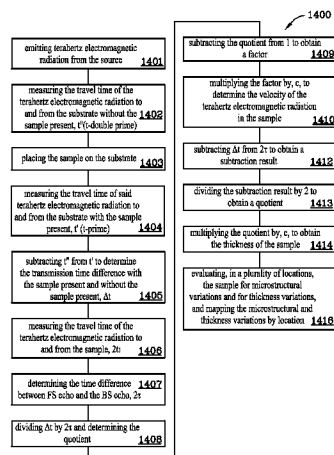 1400
emitting terahertz electromagnetic
radiation from the source 1401
measuring the travel time of the
terahertz electromagnetic radiation to
and from the substrate without the
sample present, t"(t-double prime) 1402
placing the sample on the substrate
1403
measuring the travel time of said
terahertz electromagnetic radiation to
and from the substrate with the sample
present, t' (t-prime) 1404
subtracting t" from t' to determine
the transmission time difference with
the sample present and without the
sample present, Δt 1405
measuring the travel time of the
terahertz electromagnetic radiation to
and from the sample, 2t 1406
determining the time difference 1407
between FS echo and the BS echo, 2τ
dividing Δt by 2τ and determining the
quotient 1408
subtracting the quotient from 1 to obtain
a factor 1409
multiplying the factor by, c, to
determine the velocity of the
terahertz electromagnetic radiation
in the sample 1410
subtracting Δt from 2τ to obtain a
subtraction result 1412
dividing the subtraction result by 2 to
obtain a quotient 1413
multiplying the quotient by, c, to obtain
the thickness of the sample 1414
evaluating, in a plurality of locations,
the sample for microstructural
variations and for thickness variations,
and mapping the microstructural and
thickness variations by location 1416